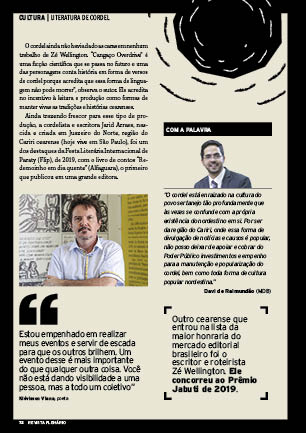 CULTURA | LITERATURA DE CORDEL
O cordel ainda não havia dado as caras em nenhum
trabalho de Zé Wellington. "Cangaço Overdrive" é
uma ficção científica que se passa no futuro e uma
das personagens conta história em forma de versos
de cordel porque acredita que essa forma de lingua-
gem não pode morrer", observa o autor. Ele acredita
no incentivo à leitura e produção como formas de
manter vivas as tradições e histórias cearenses.
Ainda trazendo frescor para esse tipo de pro-
dução, a cordelista e escritora Jarid Arraes, nas-
cida e criada em Juazeiro do Norte, região do
Cariri cearense (hoje vive em São Paulo), foi um
dos destaques da Festa Literária Internacional de
Paraty (Flip), de 2019, com o livro de contos "Re-
demoinho em dia quente" (Alfaguara), o primeiro
que publicou em uma grande editora.
Estou empenhado em realizar
meus eventos e servir de escada
para que os outros brilhem. Um
evento desse é mais importante
do que qualquer outra coisa. Você
não está dando visibilidade a uma
pessoa, mas a todo um coletivo"
Klévisson Viana, poeta
COM A PALAVRA
"O cordel está enraizado na cultura do
povo sertanejo tão profundamente que
às vezes se confunde com a própria
existência do nordestino em si. Por ser
da região do Cariri, onde essa forma de
divulgação de notícias e causos é popular,
não posso deixar de apoiar e cobrar do
Poder Público investimentos e empenho
para a manutenção e popularização do
cordel, bem como toda forma de cultura
popular nordestina."
Davi de Raimundão (MDB)
Outro cearense que
entrou na lista da
maior honraria do
mercado editorial
brasileiro foi o
escritor e roteirista
Zé Wellington. Ele
concorreu ao Prêmio
Jabuti de 2019.
REVISTA PLENÁRIO